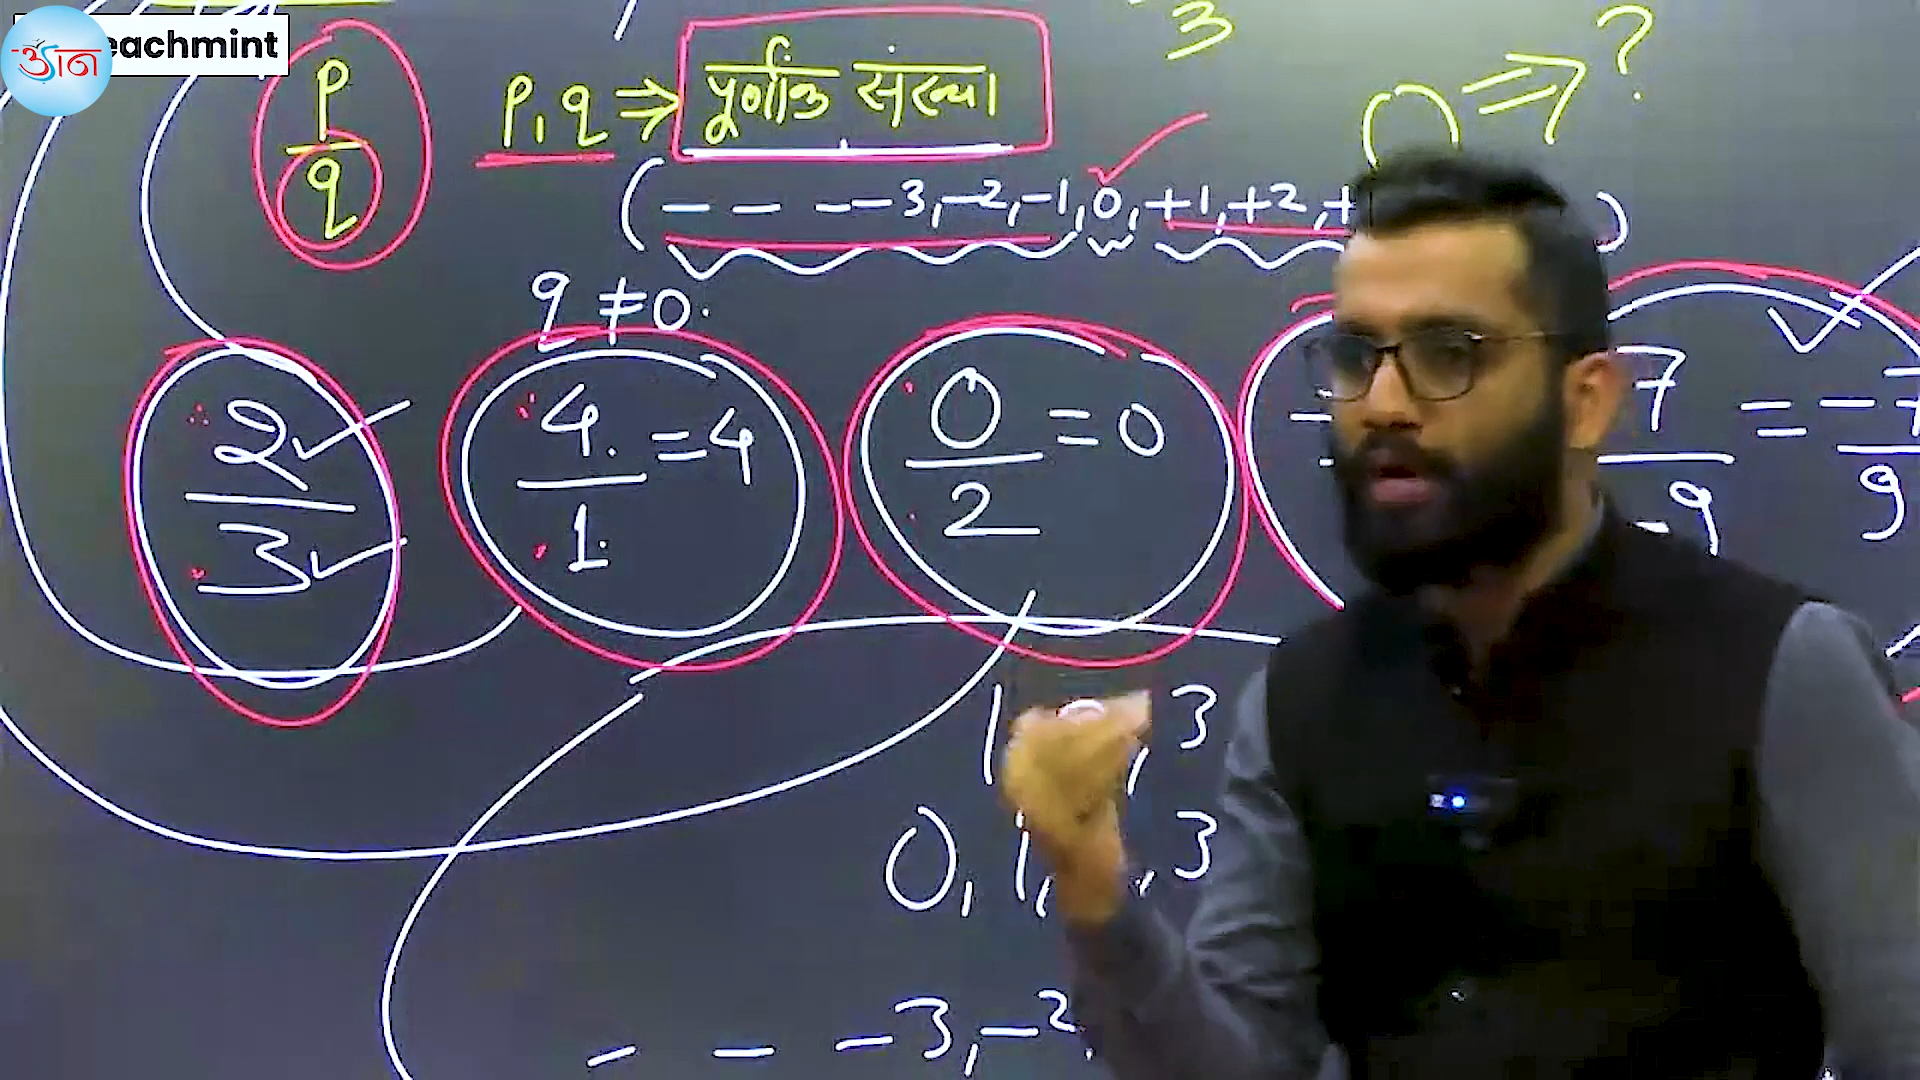 ज्ञान
eachmint
3
?
p/q
p, q ⇒ पूर्णांक संख्या
0 ⇒ ?
(– – – –3, –2, –1, 0, +1, +2, + )
q ≠ 0.
2/3
4/1 = 4
0/2 = 0
7/–9 = –7/9
1 , 3
0, 1, , 3
– – – 3, –2,